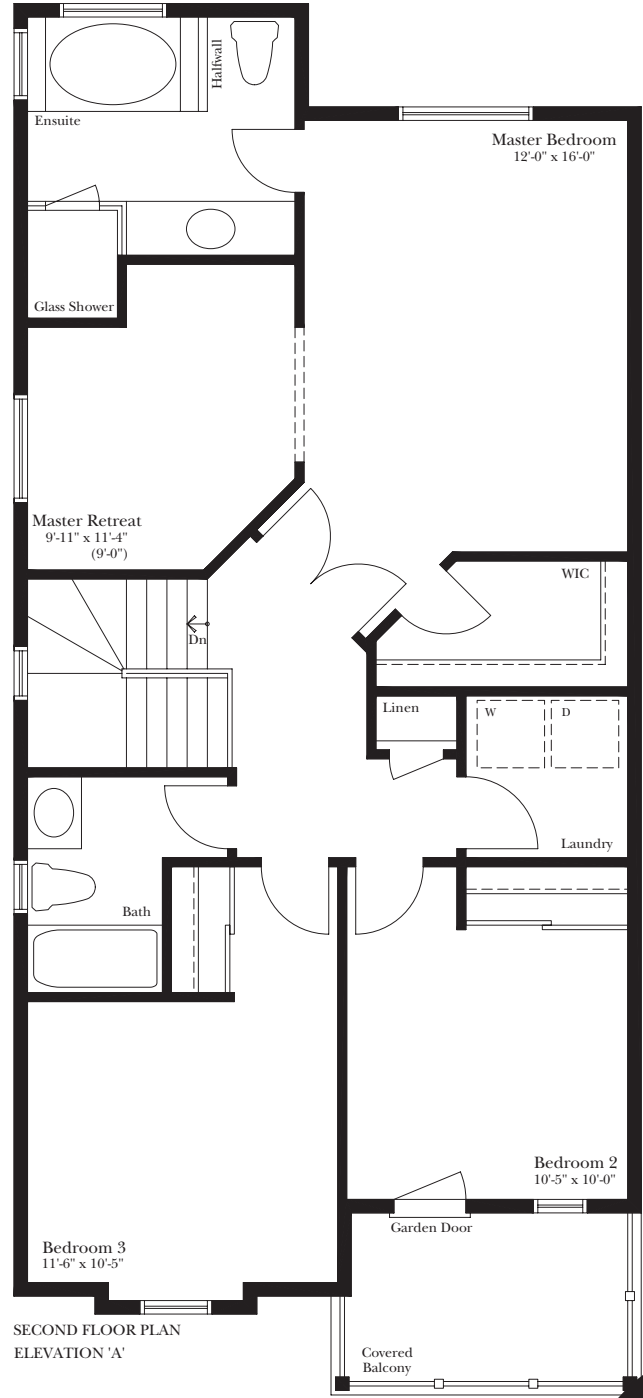 Halfwall
Ensuite
Master Bedroom
12'-0" x 16'-0"
Glass Shower
Master Retreat
9'-11" x 11'-4"
(9'-0")
WIC
Dn
Linen
W
D
Laundry
Bath
Bedroom 2
10'-5" x 10'-0"
Garden Door
Bedroom 3
11'-6" x 10'-5"
SECOND FLOOR PLAN
ELEVATION 'A'
Covered
Balcony